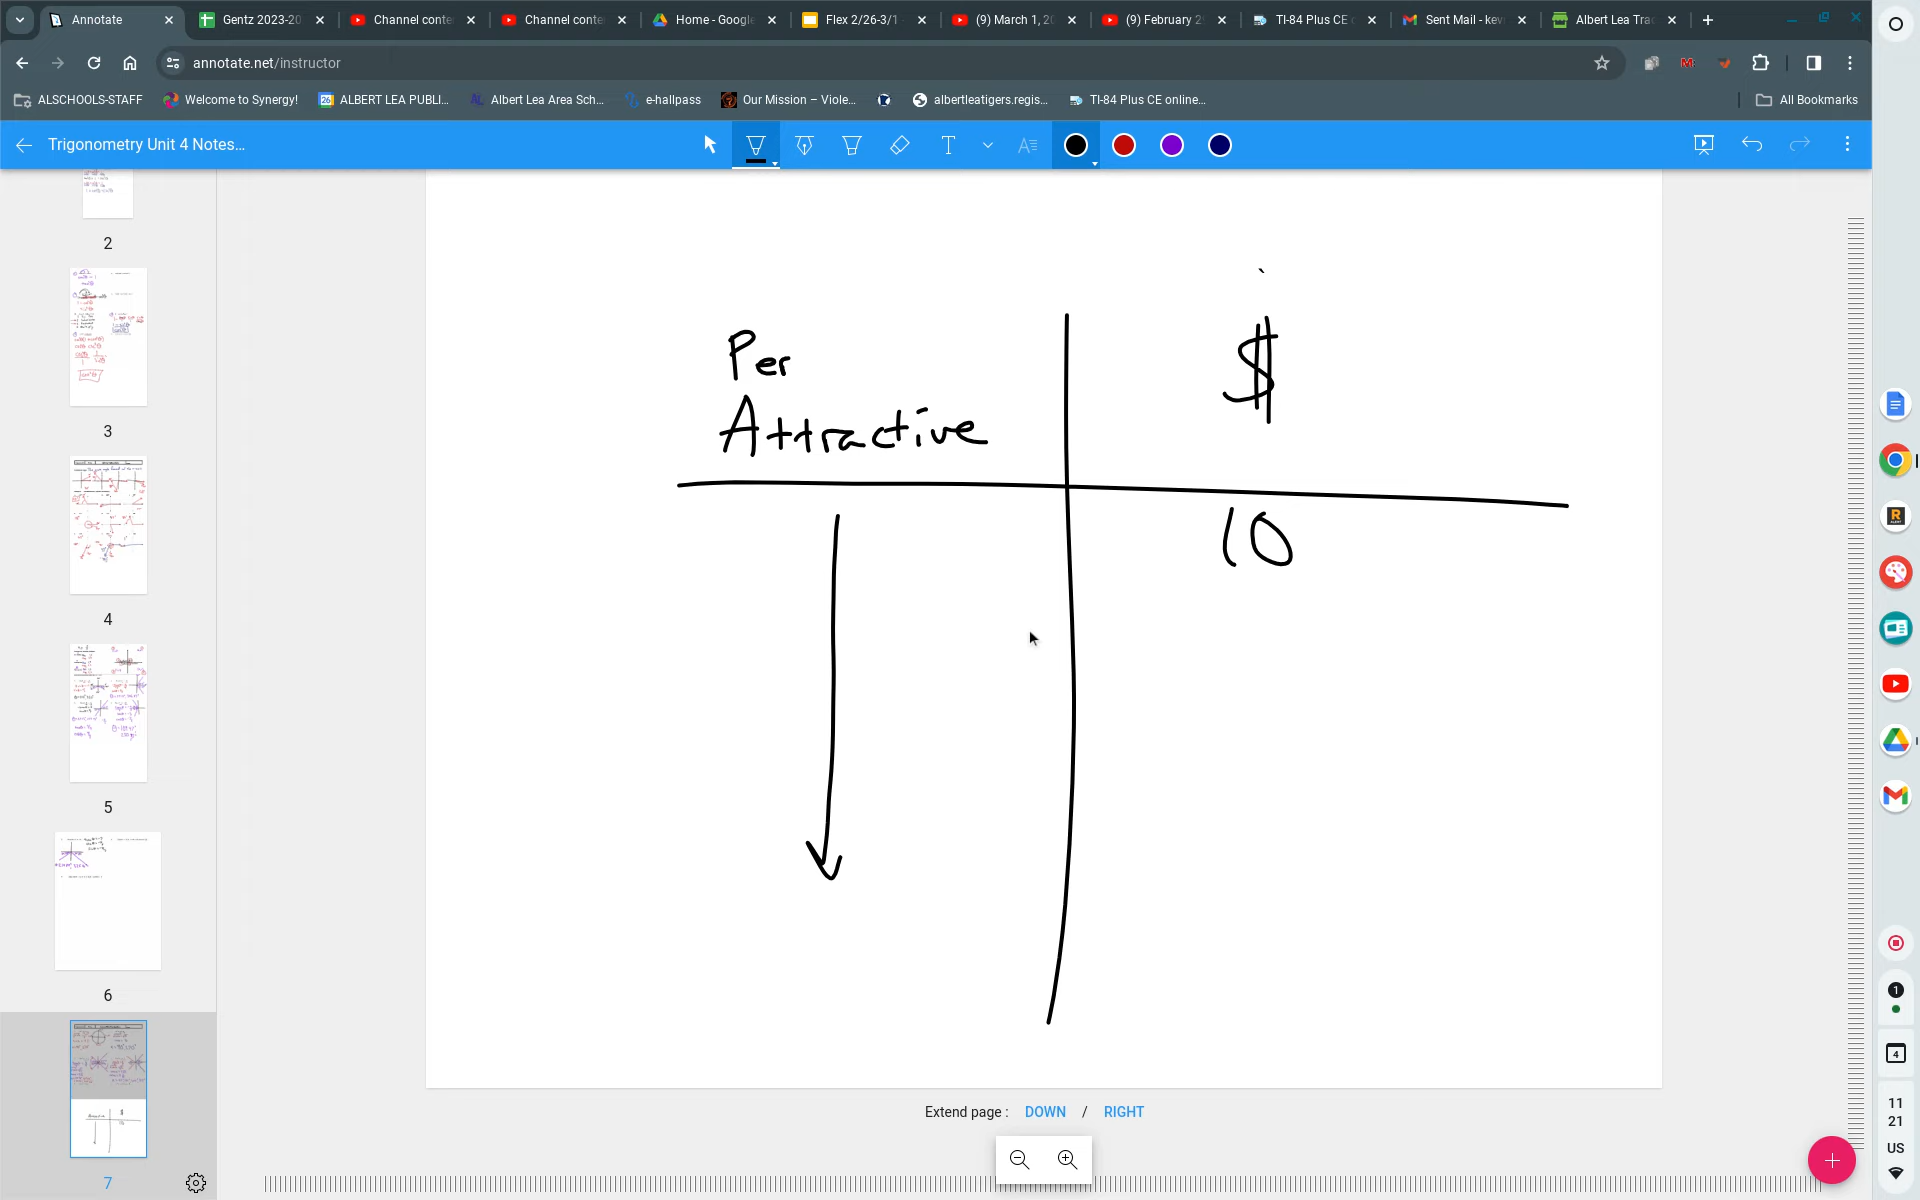 Annotate
Gentz 2023-20
Channel conte
Channel conte
Home - Google
Flex 2/26-3/1
(9) March 1, 20
(9) February 2
TI-84 Plus CE
Sent Mail - kev
Albert Lea Trac
annotate.net/instructor
ALSCHOOLS-STAFF
Welcome to Synergy!
ALBERT LEA PUBLI...
Albert Lea Area Sch...
e-hallpass
Our Mission – Viole...
albertleatigers.regis...
TI-84 Plus CE online...
All Bookmarks
Trigonometry Unit 4 Notes...
2
3
4
5
6
7
Per
Attractive
$
10
Extend page : DOWN / RIGHT
1
4
11
21
US